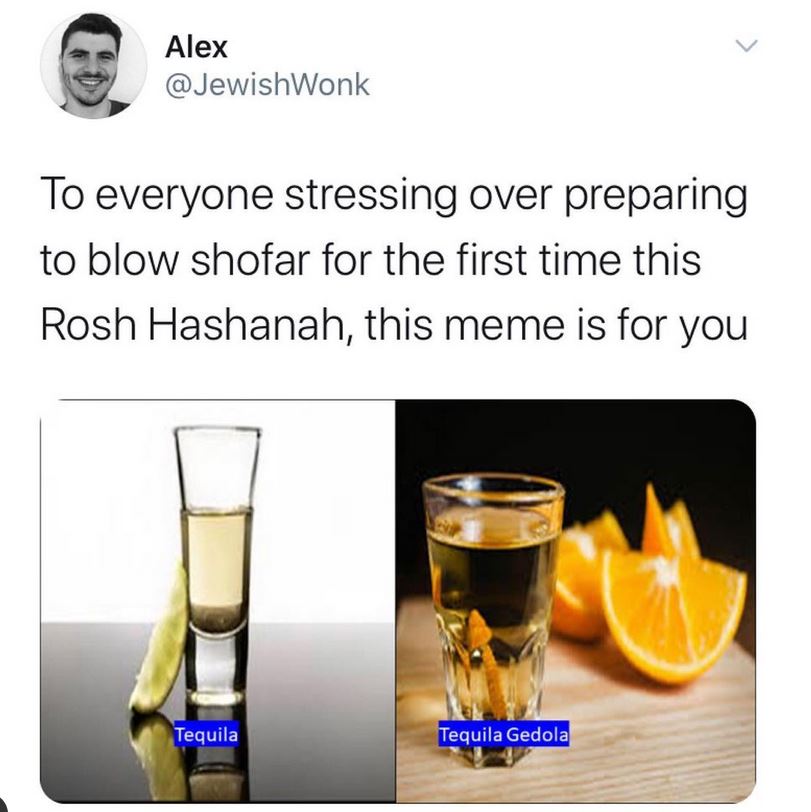 Alex
@JewishWonk
To everyone stressing over preparing
to blow shofar for the first time this
Rosh Hashanah, this meme is for you
Tequila
Tequila Gedola